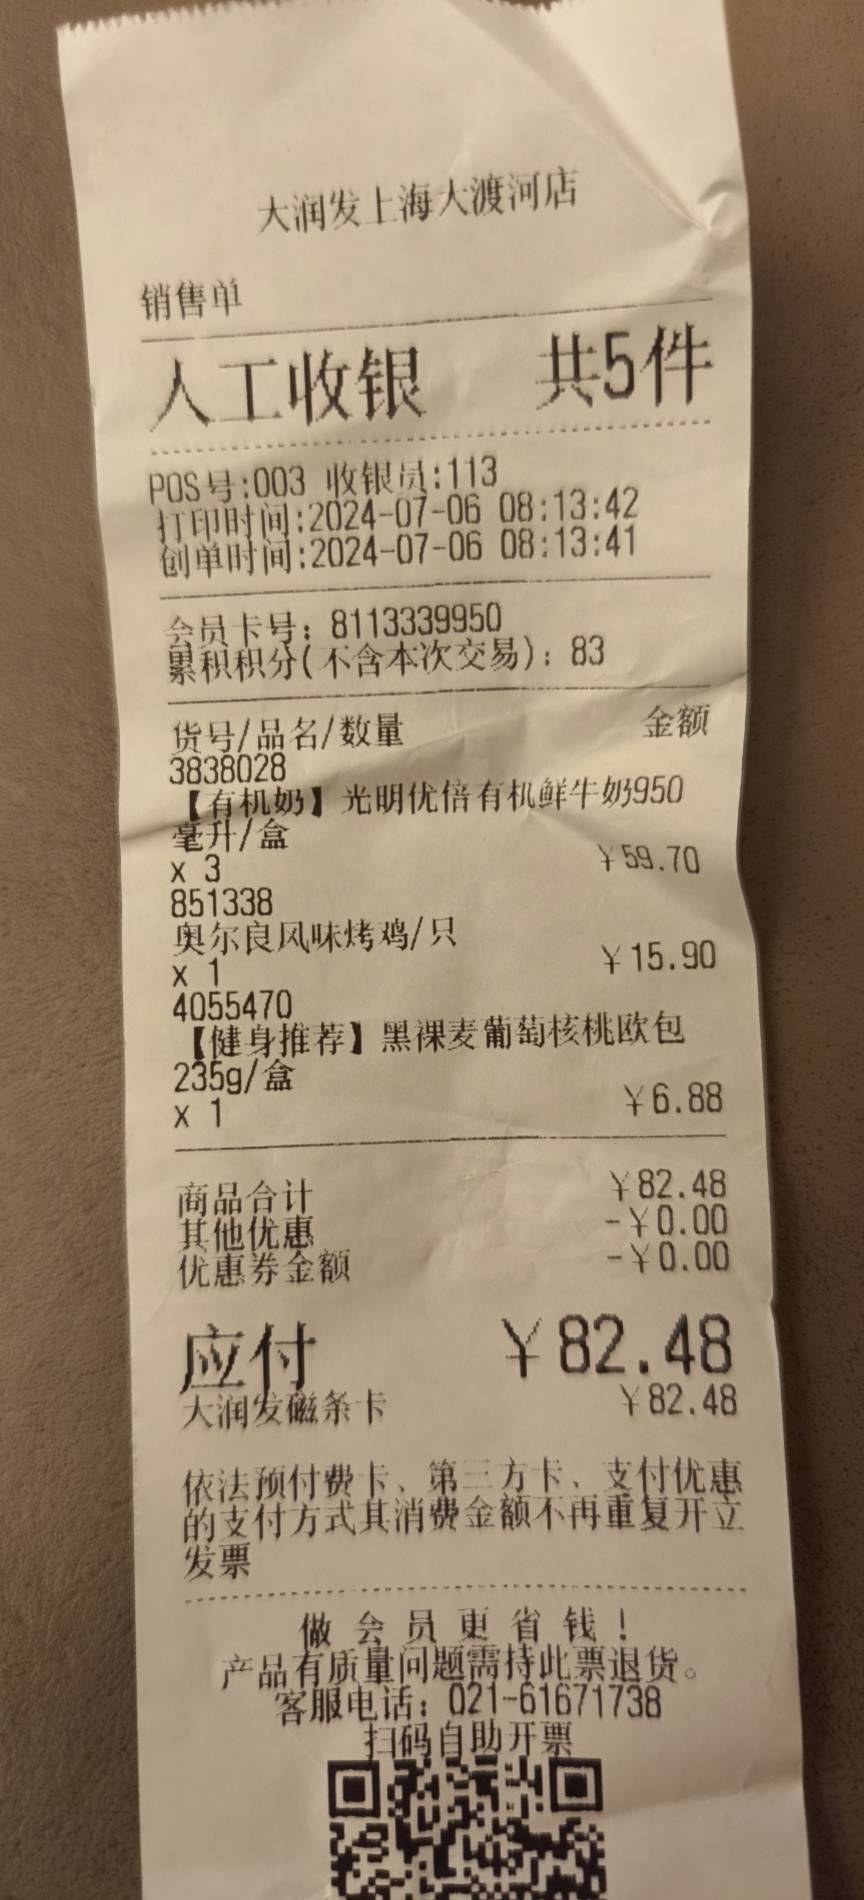 大润发上海大渡河店
销售单
人工收银 共5件
POS号:003 收银员:113
打印时间:2024-07-06 08:13:42
创单时间:2024-07-06 08:13:41
会员卡号: 8113339950
累积积分(不含本次交易): 83
货号/品名/数量 金额
3838028
【有机奶】光明优倍有机鲜牛奶950
毫升/盒
x 3 ￥59.70
851338
奥尔良风味烤鸡/只
x 1 ￥15.90
4055470
【健身推荐】黑裸麦葡萄核桃欧包
235g/盒
x 1 ￥6.88
商品合计 ￥82.48
其他优惠 -￥0.00
优惠券金额 -￥0.00
应付 ￥82.48
大润发磁条卡 ￥82.48
依法预付费卡、第三方卡、支付优惠
的支付方式其消费金额不再重复开立
发票
做会员更省钱!
产品有质量问题需持此票退货。
客服电话: 021-61671738
扫码自助开票